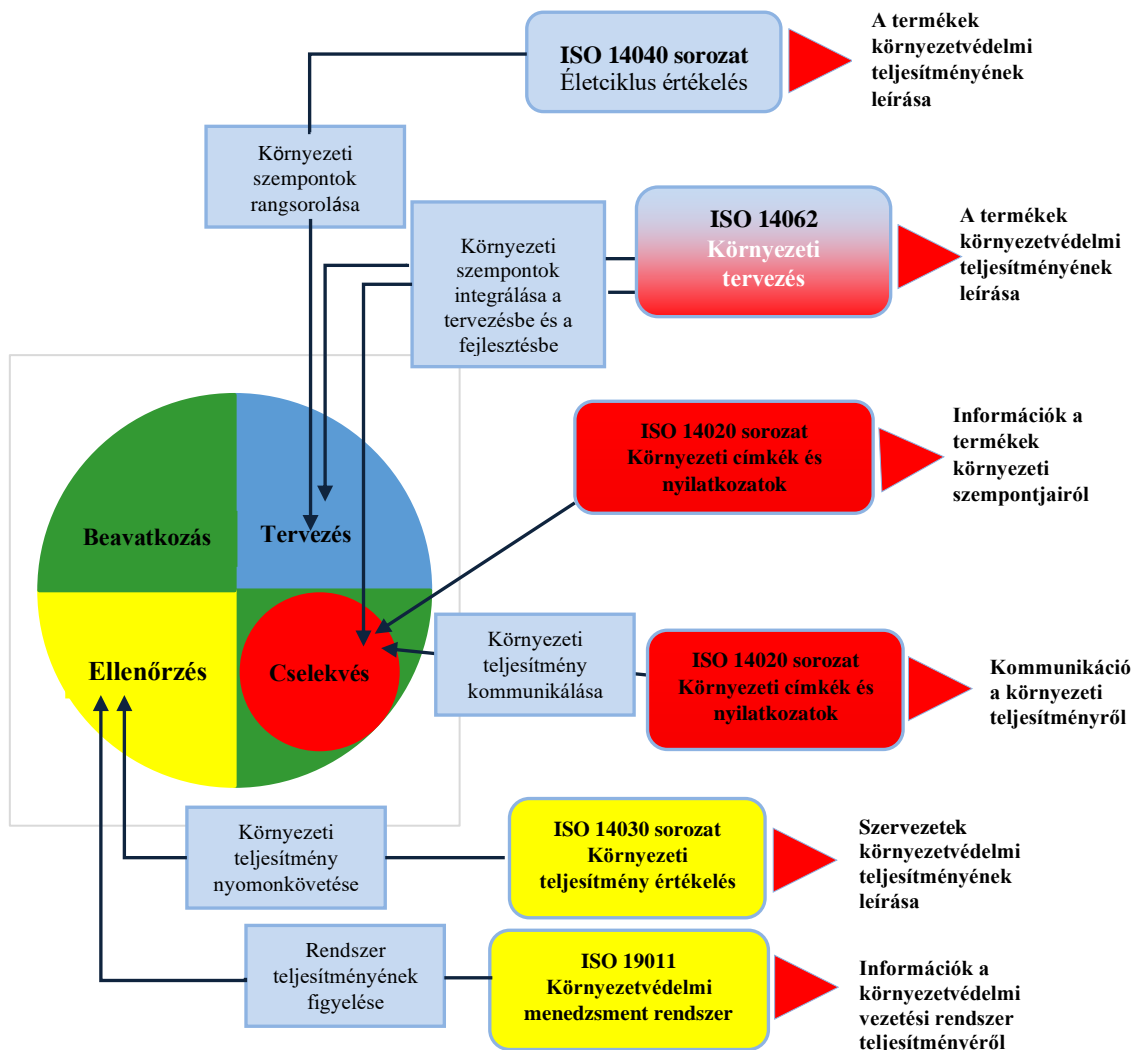 ISO 14040 sorozat
Életciklus értékelés
A termékek
környezetvédelmi
teljesítményének
leírása
Környezeti
szempontok
rangsorolása
Környezeti
szempontok
integrálása a
tervezésbe és a
fejlesztésbe
ISO 14062
Környezeti
tervezés
A termékek
környezetvédelmi
teljesítményének
leírása
ISO 14020 sorozat
Környezeti címkék és
nyilatkozatok
Információk a
termékek
környezeti
szempontjairól
Beavatkozás
Tervezés
Ellenőrzés
Cselekvés
Környezeti
teljesítmény
kommunikálása
ISO 14020 sorozat
Környezeti címkék és
nyilatkozatok
Kommunikáció
a környezeti
teljesítményről
Környezeti
teljesítmény
nyomonkövetése
ISO 14030 sorozat
Környezeti
teljesítmény értékelés
Szervezetek
környezetvédelmi
teljesítményének
leírása
Rendszer
teljesítményének
figyelése
ISO 19011
Környezetvédelmi
menedzsment rendszer
Információk a
környezetvédelmi
vezetési rendszer
teljesítményéről